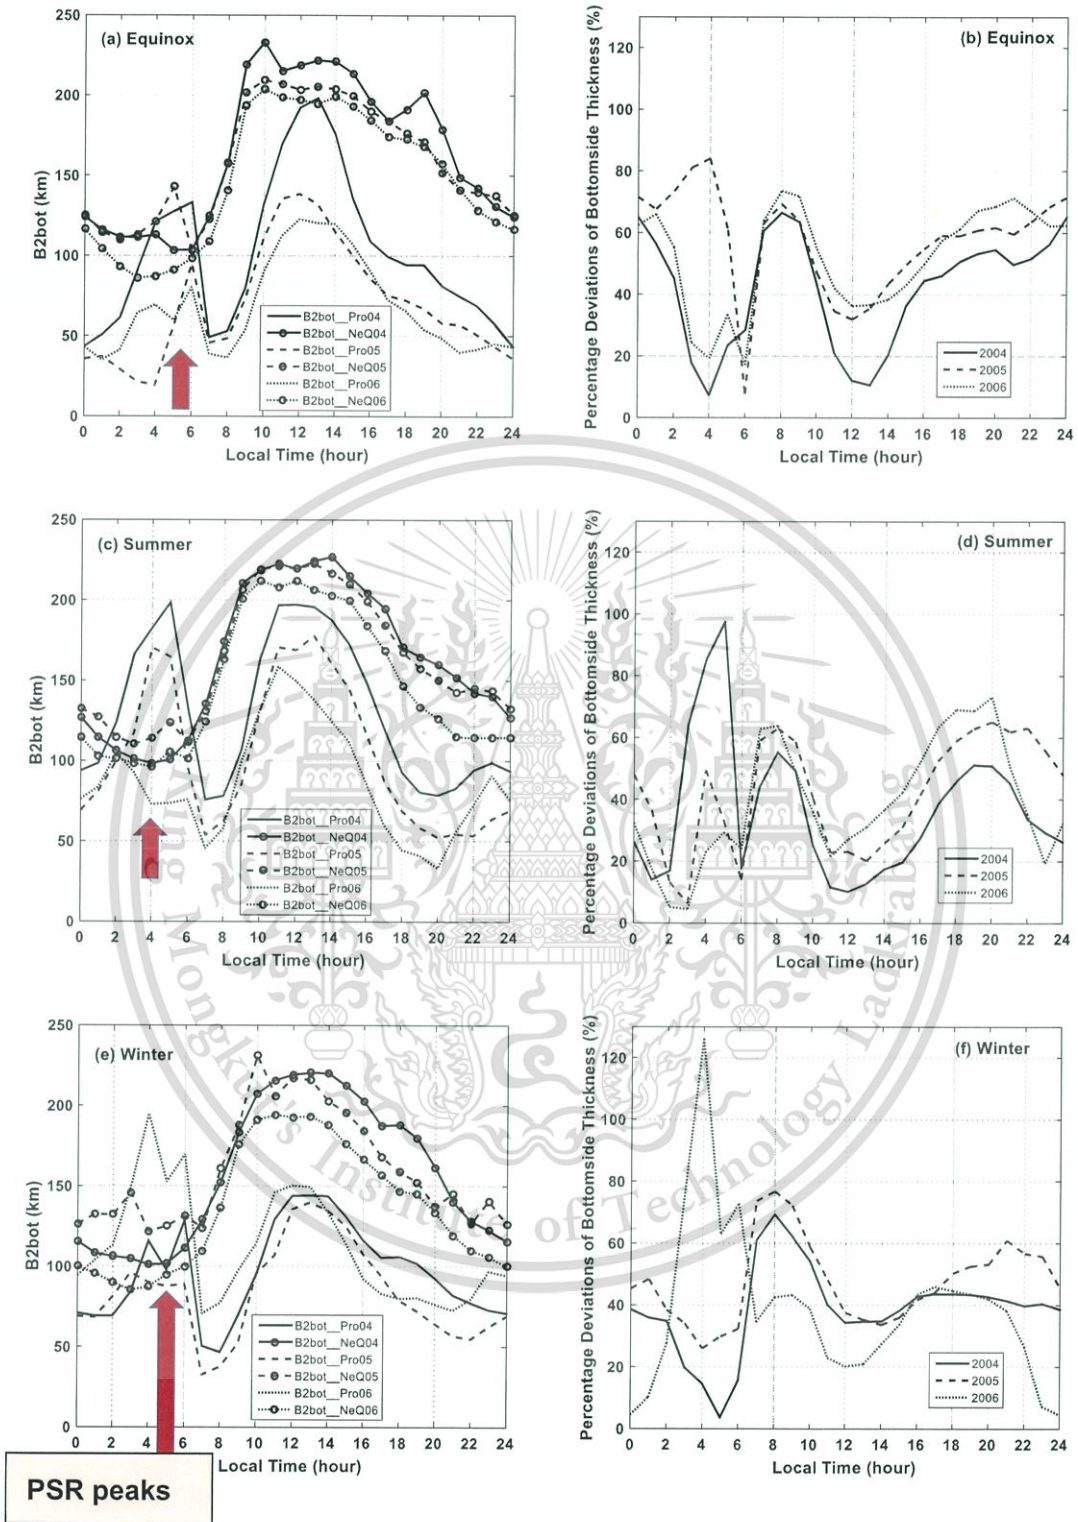 (a) Equinox
B2bot (km)
250
200
150
100
50
0
B2bot__Pro04
B2bot__NeQ04
B2bot__Pro05
B2bot__NeQ05
B2bot__Pro06
B2bot__NeQ06
0 2 4 6 8 10 12 14 16 18 20 22 24
Local Time (hour)
(b) Equinox
Percentage Deviations of Bottomside Thickness (%)
120
100
80
60
40
20
0
2004
2005
2006
0 2 4 6 8 10 12 14 16 18 20 22 24
Local Time (hour)
(c) Summer
B2bot (km)
250
200
150
100
50
0
B2bot__Pro04
B2bot__NeQ04
B2bot__Pro05
B2bot__NeQ05
B2bot__Pro06
B2bot__NeQ06
0 2 4 6 8 10 12 14 16 18 20 22 24
Local Time (hour)
(d) Summer
Percentage Deviations of Bottomside Thickness (%)
120
100
80
60
40
20
0
2004
2005
2006
0 2 4 6 8 10 12 14 16 18 20 22 24
Local Time (hour)
(e) Winter
B2bot (km)
250
200
150
100
50
0
B2bot__Pro04
B2bot__NeQ04
B2bot__Pro05
B2bot__NeQ05
B2bot__Pro06
B2bot__NeQ06
0 2 4 6 8 10 12 14 16 18 20 22 24
Local Time (hour)
(f) Winter
Percentage Deviations of Bottomside Thickness (%)
120
100
80
60
40
20
0
2004
2005
2006
0 2 4 6 8 10 12 14 16 18 20 22 24
Local Time (hour)
PSR peaks
King Mongkut's Institute of Technology Ladkrabang